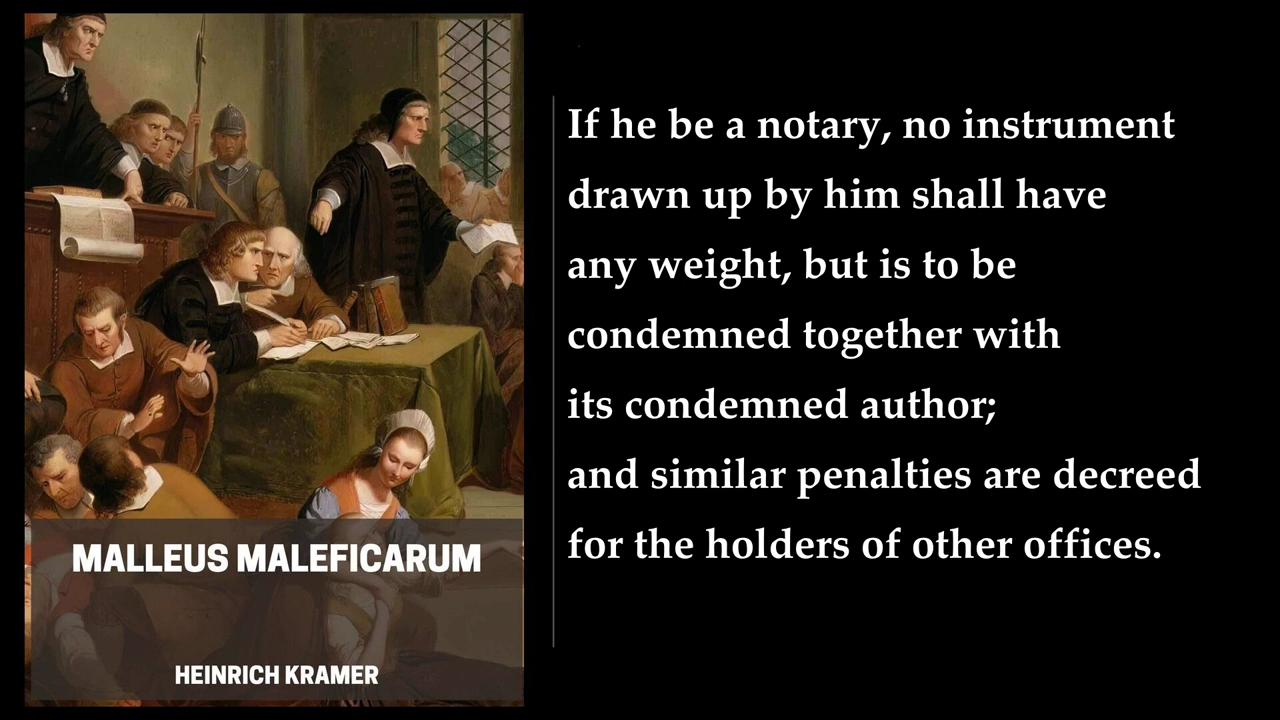 MALLEUS MALEFICARUM
HEINRICH KRAMER
If he be a notary, no instrument
drawn up by him shall have
any weight, but is to be
condemned together with
its condemned author;
and similar penalties are decreed
for the holders of other offices.